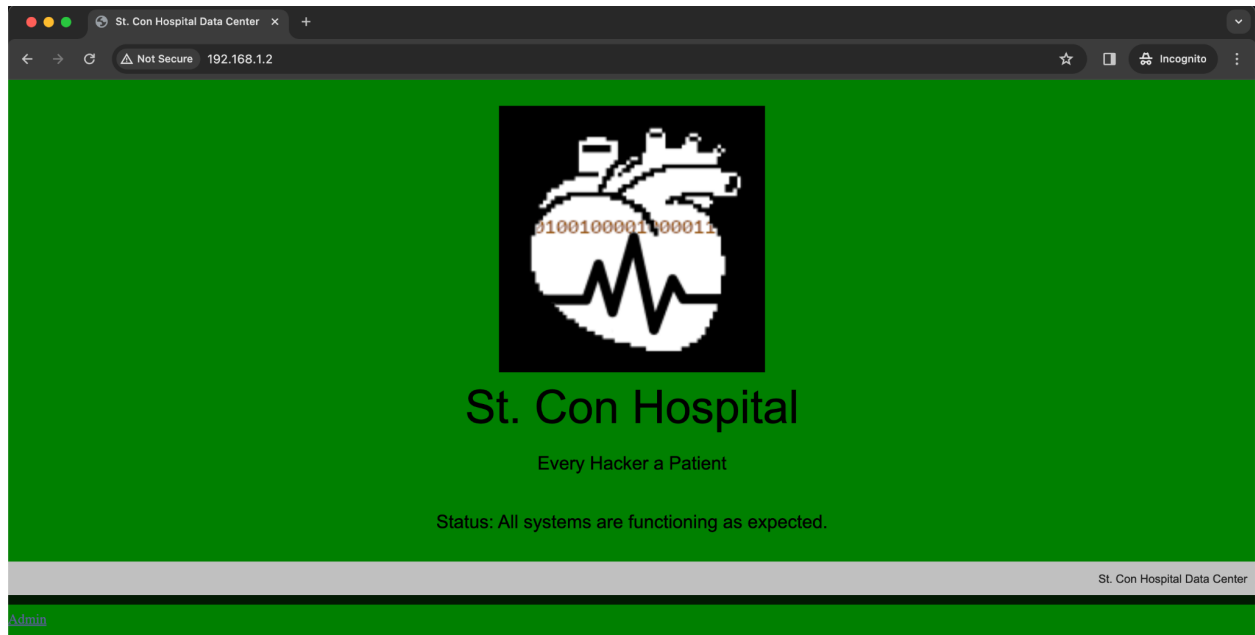 St. Con Hospital Data Center
Not Secure 192.168.1.2 Incognito
St. Con Hospital
Every Hacker a Patient
Status: All systems are functioning as expected.
St. Con Hospital Data Center
Admin